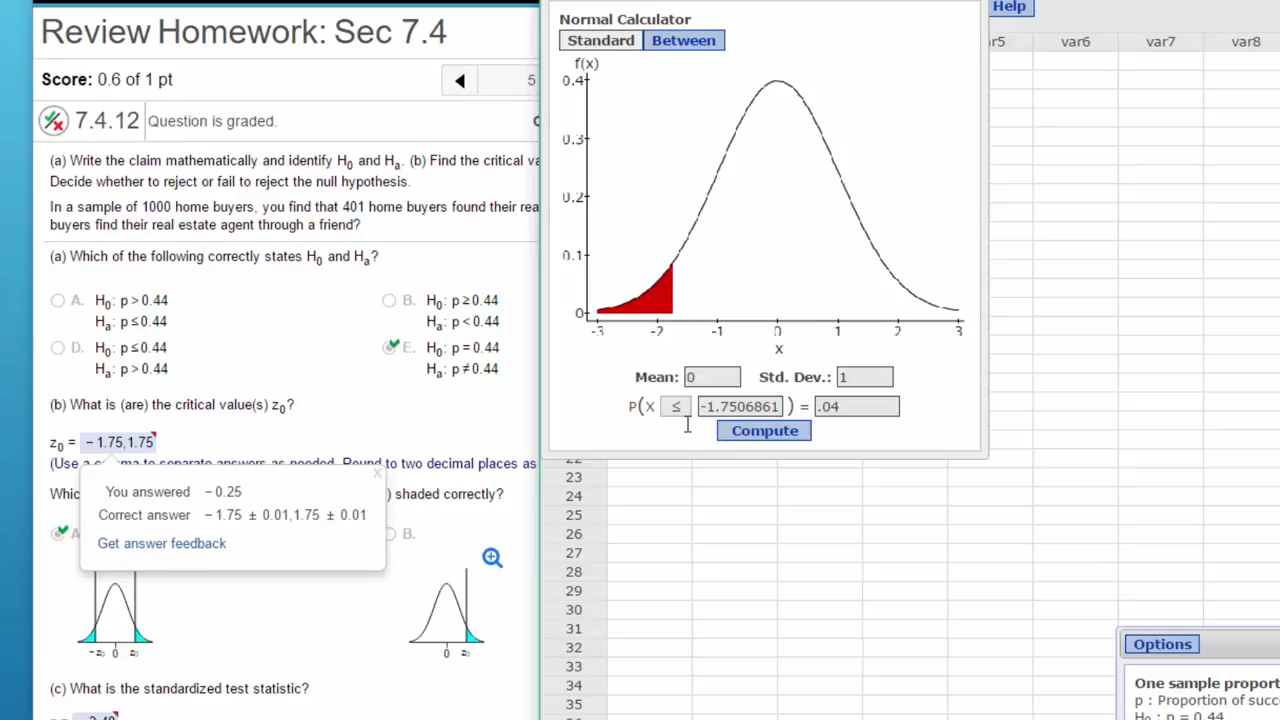 Review Homework: Sec 7.4
Score: 0.6 of 1 pt
5
7.4.12
Question is graded.
(a) Write the claim mathematically and identify H0 and Ha. (b) Find the critical va
Decide whether to reject or fail to reject the null hypothesis.
In a sample of 1000 home buyers, you find that 401 home buyers found their rea
buyers find their real estate agent through a friend?
(a) Which of the following correctly states H0 and Ha?
A. H0: p > 0.44
Ha: p ≤ 0.44
B. H0: p ≥ 0.44
Ha: p < 0.44
D. H0: p ≤ 0.44
Ha: p > 0.44
E. H0: p = 0.44
Ha: p ≠ 0.44
(b) What is (are) the critical value(s) z0?
z0 = − 1.75,1.75
(Use a comma to separate answers as needed. Round to two decimal places as
Whic
) shaded correctly?
x
You answered −0.25
Correct answer −1.75 ± 0.01,1.75 ± 0.01
Get answer feedback
A
B.
−z0 0 z0
0 z0
(c) What is the standardized test statistic?
Normal Calculator
Standard Between
f(x)
0.4
0.3
0.2
0.1
0
-3 -2 -1 0 1 2 3
x
Mean: 0 Std. Dev.: 1
P(X ≤ -1.7506861 ) = .04
Compute
Help
ar5 var6 var7 var8
22
23
24
25
26
27
28
29
30
31
32
33
34
35
Options
One sample proport
p : Proportion of succ
H0 : p = 0.44